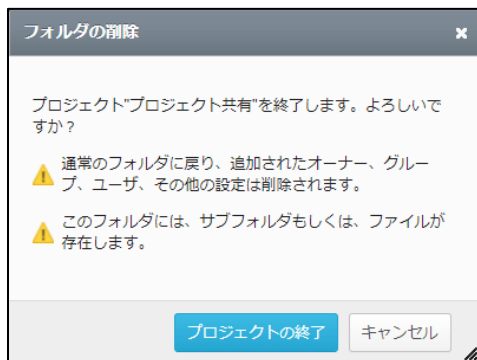 フォルダの削除
プロジェクト"プロジェクト共有"を終了します。よろしいで
すか？
通常のフォルダに戻り、追加されたオーナー、グルー
プ、ユーザ、その他の設定は削除されます。
このフォルダには、サブフォルダもしくは、ファイルが
存在します。
プロジェクトの終了 キャンセル